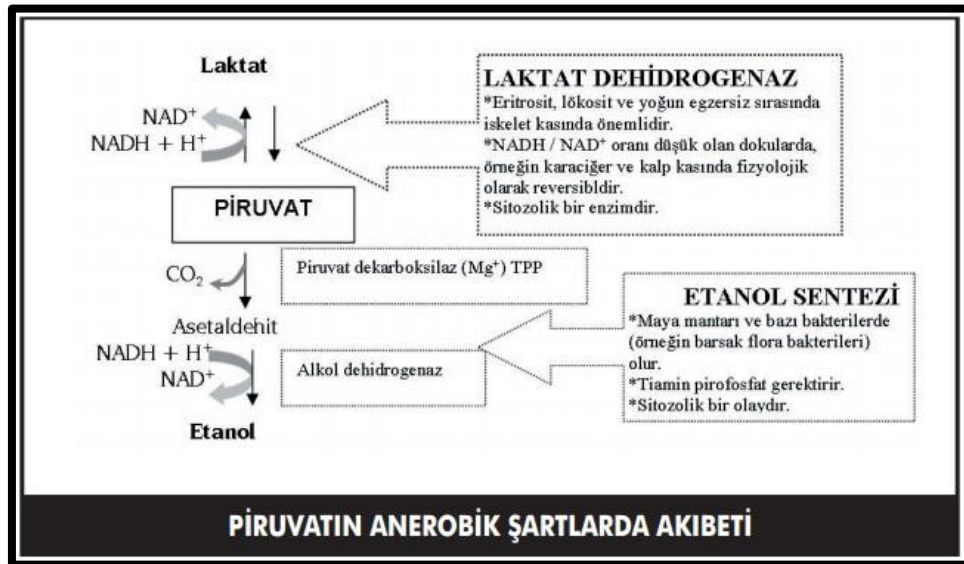 Laktat
NAD+
NADH + H+
PİRUVAT
CO2
Piruvat dekarboksilaz (Mg+) TPP
Asetaldehit
NADH + H+
NAD+
Alkol dehidrogenaz
Etanol
LAKTAT DEHİDROGENAZ
*Eritrosit, lökosit ve yoğun egzersiz sırasında
iskelet kasında önemlidir.
*NADH / NAD+ oranı düşük olan dokularda,
örneğin karaciğer ve kalp kasında fizyolojik
olarak reversibldir.
*Sitozolik bir enzimdir.
ETANOL SENTEZİ
*Maya mantarı ve bazı bakterilerde
(örneğin barsak flora bakterileri)
olur.
*Tiamin pirofosfat gerektirir.
*Sitozolik bir olaydır.
PİRUVATIN ANEROBİK ŞARTLARDA AKIBETİ